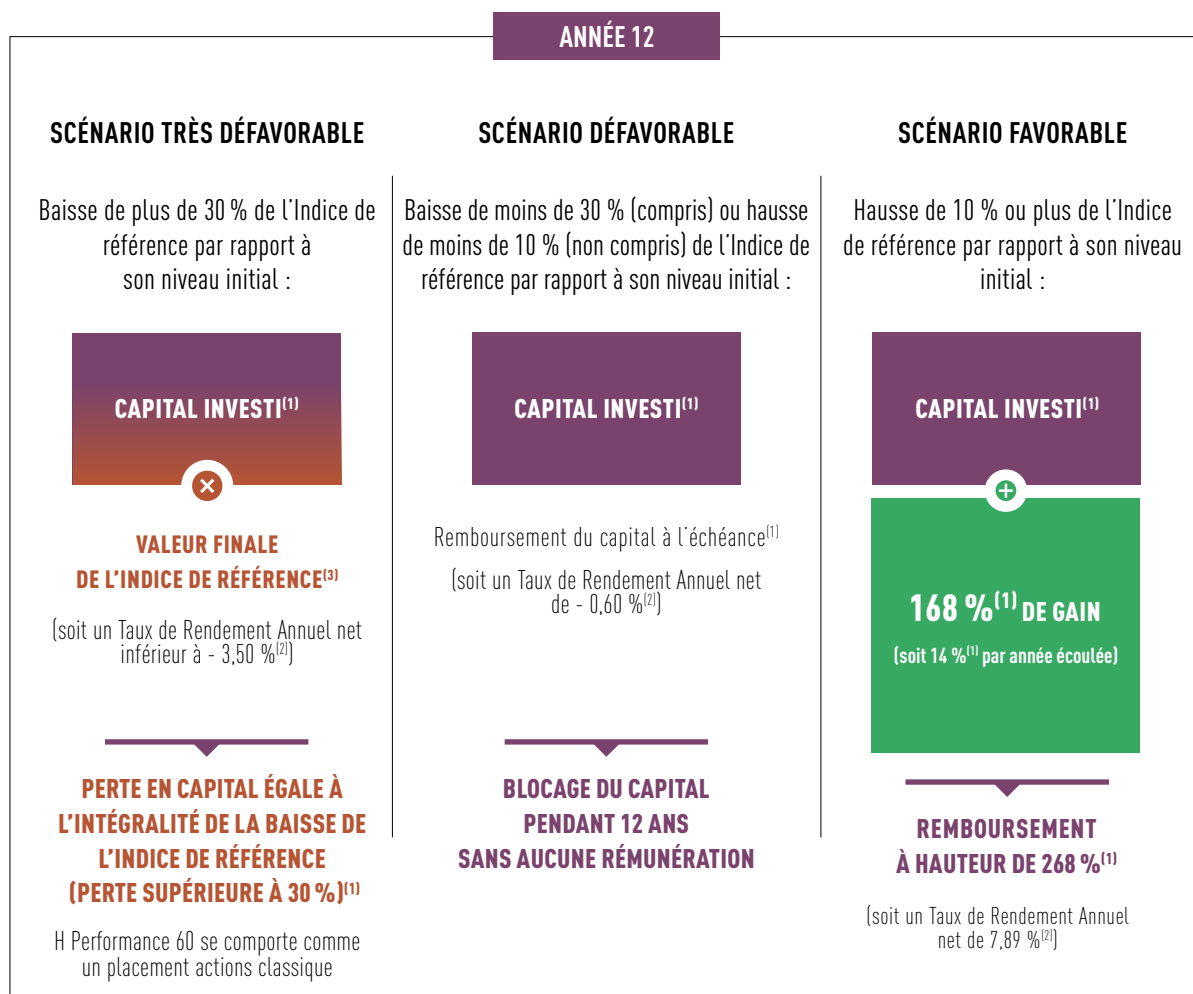 ANNÉE 12
SCÉNARIO TRÈS DÉFAVORABLE
Baisse de plus de 30 % de l’Indice de
référence par rapport à
son niveau initial :
CAPITAL INVESTI(1)
VALEUR FINALE
DE L’INDICE DE RÉFÉRENCE(3)
(soit un Taux de Rendement Annuel net
inférieur à - 3,50 %(2))
PERTE EN CAPITAL ÉGALE À
L’INTÉGRALITÉ DE LA BAISSE DE
L’INDICE DE RÉFÉRENCE
(PERTE SUPÉRIEURE À 30 %)(1)
H Performance 60 se comporte comme
un placement actions classique
SCÉNARIO DÉFAVORABLE
Baisse de moins de 30 % (compris) ou hausse
de moins de 10 % (non compris) de l’Indice de
référence par rapport à son niveau initial :
CAPITAL INVESTI(1)
Remboursement du capital à l’échéance(1)
(soit un Taux de Rendement Annuel net
de - 0,60 %(2))
BLOCAGE DU CAPITAL
PENDANT 12 ANS
SANS AUCUNE RÉMUNÉRATION
SCÉNARIO FAVORABLE
Hausse de 10 % ou plus de l’Indice
de référence par rapport à son niveau
initial :
CAPITAL INVESTI(1)
168 %(1) DE GAIN
(soit 14 %(1) par année écoulée)
REMBOURSEMENT
À HAUTEUR DE 268 %(1)
(soit un Taux de Rendement Annuel
net de 7,89 %(2))